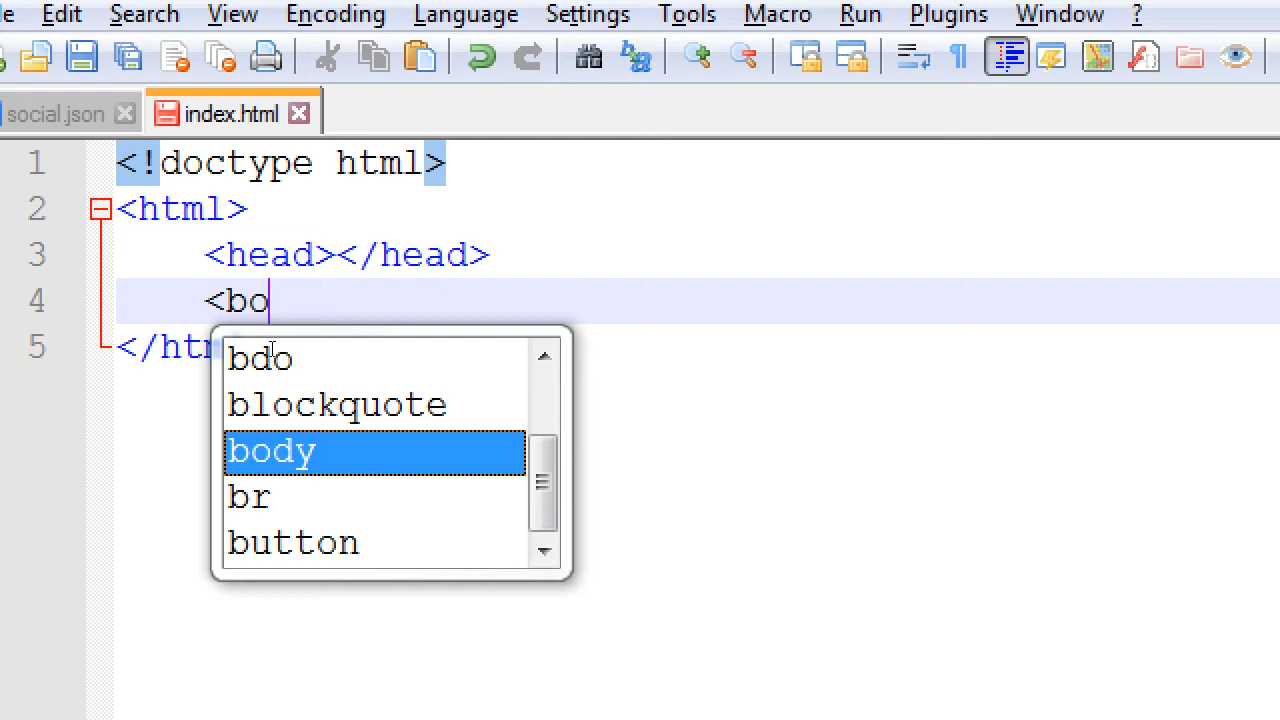 Edit Search View Encoding Language Settings Tools Macro Run Plugins Window ?
social.json index.html
1 <!doctype html>
2 <html>
3 <head></head>
4 <bo
5 </htm
bdo
blockquote
body
br
button